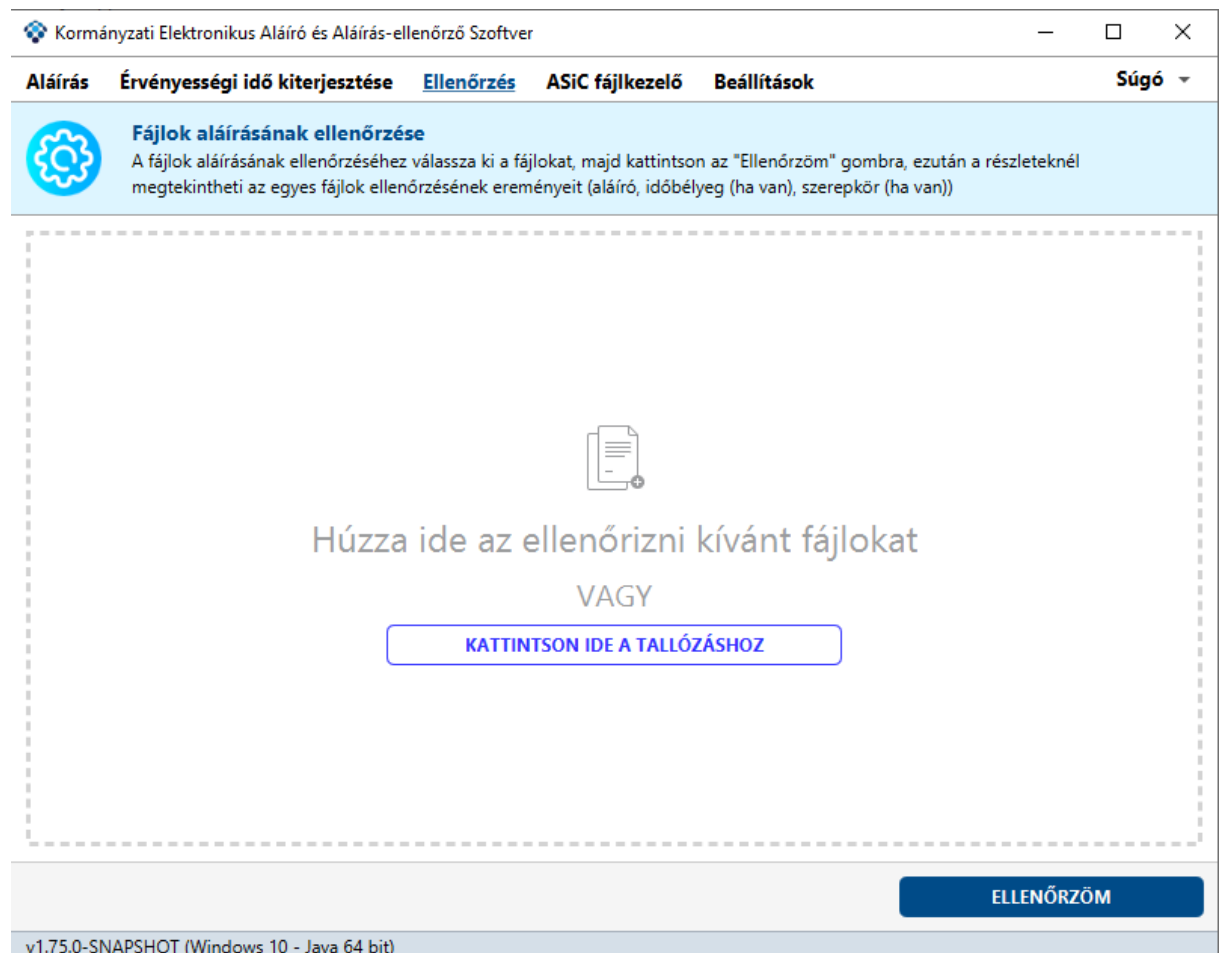 Kormányzati Elektronikus Aláíró és Aláírás-ellenőrző Szoftver
Aláírás Érvényességi idő kiterjesztése Ellenőrzés ASiC fájlkezelő Beállítások Súgó
Fájlok aláírásának ellenőrzése
A fájlok aláírásának ellenőrzéséhez válassza ki a fájlokat, majd kattintson az "Ellenőrzöm" gombra, ezután a részleteknél
megtekintheti az egyes fájlok ellenőrzésének ereményeit (aláíró, időbélyeg (ha van), szerepkör (ha van))
Húzza ide az ellenőrizni kívánt fájlokat
VAGY
KATTINTSON IDE A TALLÓZÁSHOZ
ELLENŐRZÖM
v1.75.0-SNAPSHOT (Windows 10 - Java 64 bit)